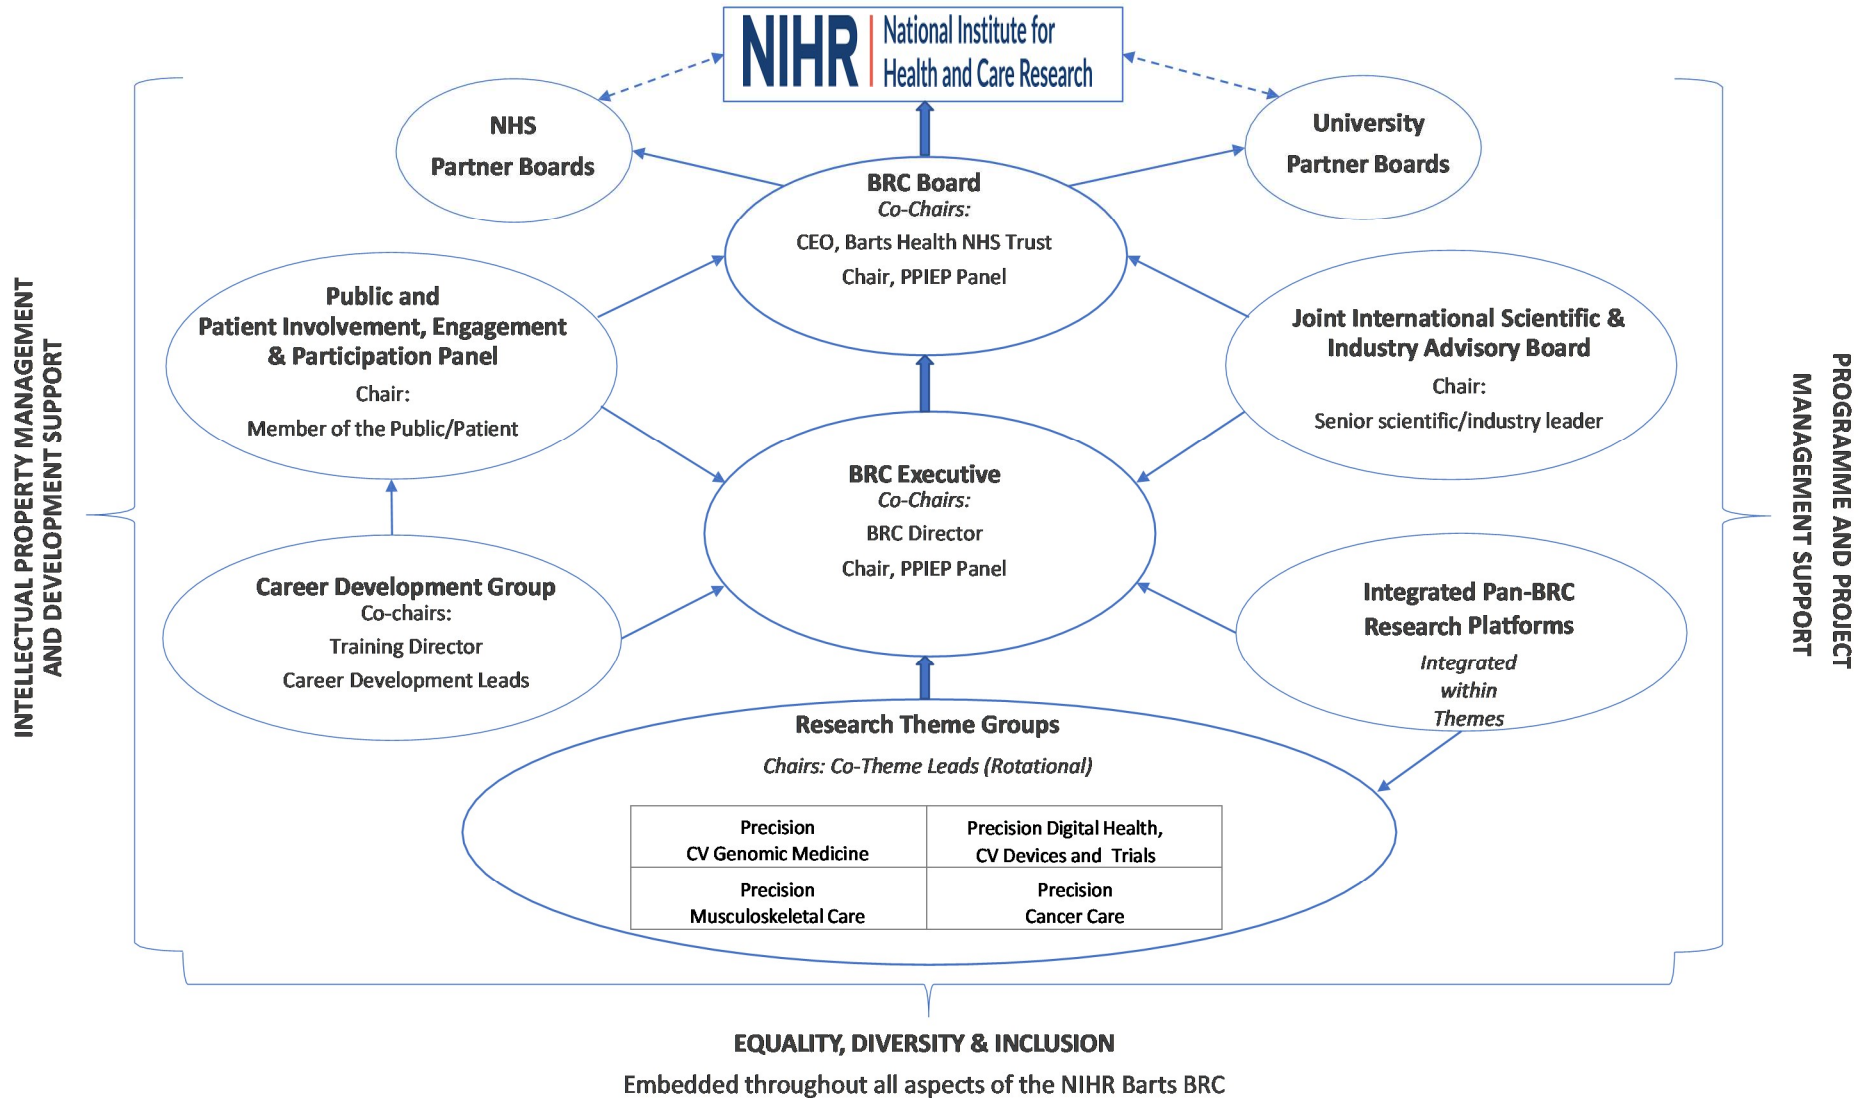 NIHR
National Institute for
Health and Care Research
NHS
Partner Boards
University
Partner Boards
BRC Board
Co-Chairs:
CEO, Barts Health NHS Trust
Chair, PPIEP Panel
Public and
Patient Involvement, Engagement
& Participation Panel
Chair:
Member of the Public/Patient
Joint International Scientific &
Industry Advisory Board
Chair:
Senior scientific/industry leader
BRC Executive
Co-Chairs:
BRC Director
Chair, PPIEP Panel
Career Development Group
Co-chairs:
Training Director
Career Development Leads
Integrated Pan-BRC
Research Platforms
Integrated
within
Themes
Research Theme Groups
Chairs: Co-Theme Leads (Rotational)
Precision
CV Genomic Medicine
Precision Digital Health,
CV Devices and Trials
Precision
Musculoskeletal Care
Precision
Cancer Care
INTELLECTUAL PROPERTY MANAGEMENT
AND DEVELOPMENT SUPPORT
PROGRAMME AND PROJECT
MANAGEMENT SUPPORT
EQUALITY, DIVERSITY & INCLUSION
Embedded throughout all aspects of the NIHR Barts BRC